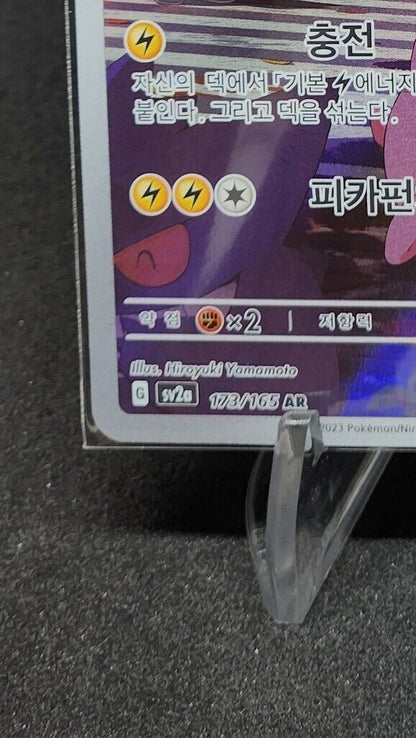 충전
자신의 덱에서 「기본 에너지
붙인다. 그리고 덱을 섞는다.
피카펀
약점 ×2 저항력
Illus. Hiroyuki Yamamoto
G sv2a 173/165 AR
2023 Pokémon/Nin